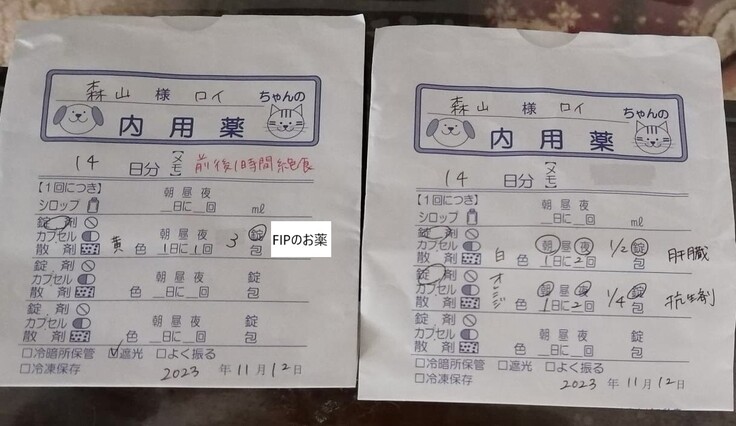 森山 様 ロイ ちゃんの
内用薬
14 日分 【メモ】 前後1時間絶食
【1回につき】 朝 昼 夜
シロップ __日に__回 ml
錠 剤
カプセル 朝 昼 夜 錠
散 剤 黄 色 1日に1回 3 包
FIPのお薬
錠 剤
カプセル 朝 昼 夜 錠
散 剤 色 __日に__回 包
錠 剤
カプセル 朝 昼 夜 錠
散 剤 色 __日に__回 包
□冷暗所保管 ☑遮光 □よく振る
□冷凍保存
2023 年 11 月 12 日
森山 様 ロイ ちゃんの
内用薬
14 日分 【メモ】
【1回につき】 朝 昼 夜
シロップ __日に__回 ml
錠 剤
カプセル 朝 昼 夜 1/2 錠 肝臓
散 剤 白 色 1日に2回 包
錠 剤
カプセル オレンジ 朝 昼 夜 1/4 錠 抗生剤
散 剤 色 1日に2回 包
錠 剤
カプセル 朝 昼 夜 錠
散 剤 色 __日に__回 包
□冷暗所保管 □遮光 □よく振る
□冷凍保存
2023 年 11 月 12 日